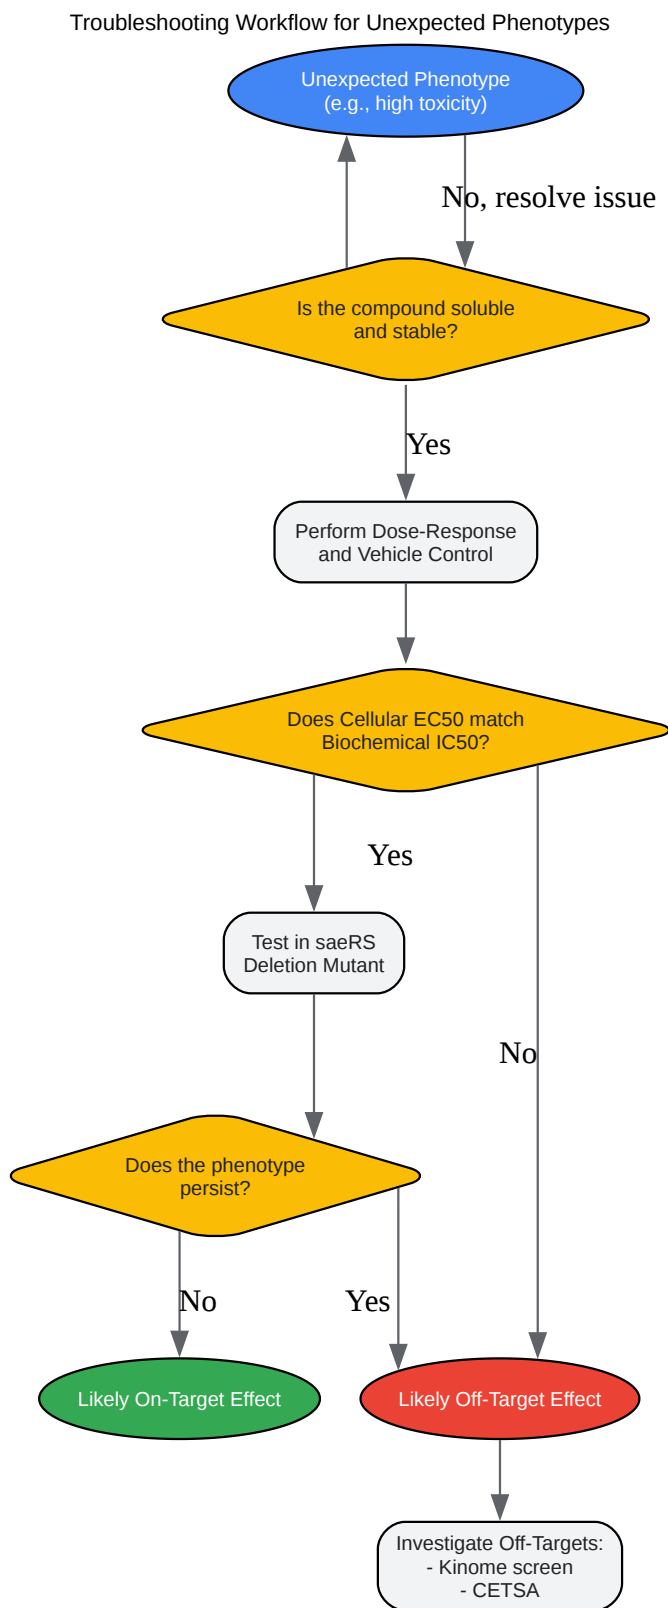 Troubleshooting Workflow for Unexpected Phenotypes
Unexpected Phenotype
(e.g., high toxicity)
No, resolve issue
Is the compound soluble
and stable?
Yes
Perform Dose-Response
and Vehicle Control
Does Cellular EC50 match
Biochemical IC50?
Yes
Test in saeRS
Deletion Mutant
No
Does the phenotype
persist?
No
Yes
Likely On-Target Effect
Likely Off-Target Effect
Investigate Off-Targets:
- Kinome screen
- CETSA